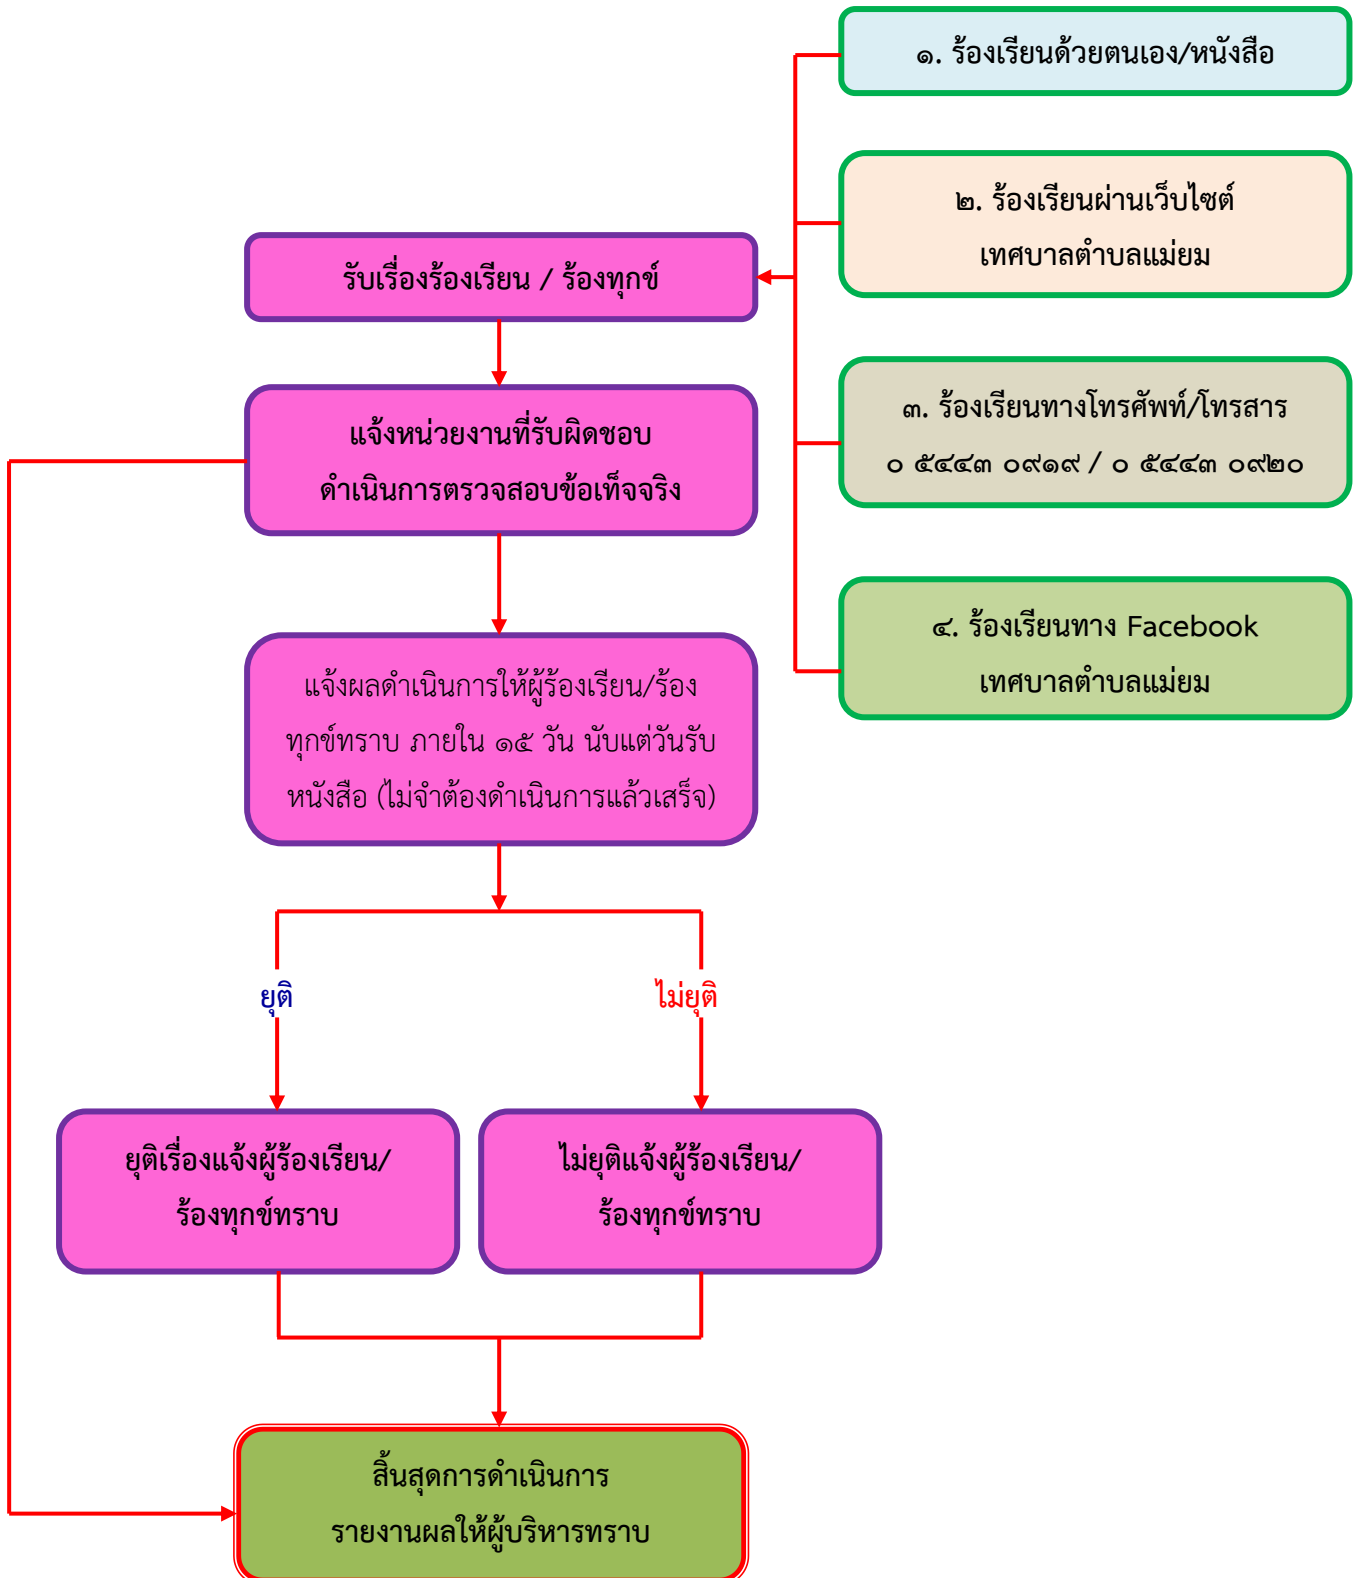 ๑. ร้องเรียนด้วยตนเอง/หนังสือ
๒. ร้องเรียนผ่านเว็บไซต์
เทศบาลตำบลแม่ยม
รับเรื่องร้องเรียน / ร้องทุกข์
๓. ร้องเรียนทางโทรศัพท์/โทรสาร
๐ ๕๔๔๓ ๐๙๑๙ / ๐ ๕๔๔๓ ๐๙๒๐
แจ้งหน่วยงานที่รับผิดชอบ
ดำเนินการตรวจสอบข้อเท็จจริง
๔. ร้องเรียนทาง Facebook
เทศบาลตำบลแม่ยม
แจ้งผลดำเนินการให้ผู้ร้องเรียน/ร้อง
ทุกข์ทราบ ภายใน ๑๕ วัน นับแต่วันรับ
หนังสือ (ไม่จำต้องดำเนินการแล้วเสร็จ)
ยุติ
ไม่ยุติ
ยุติเรื่องแจ้งผู้ร้องเรียน/
ร้องทุกข์ทราบ
ไม่ยุติแจ้งผู้ร้องเรียน/
ร้องทุกข์ทราบ
สิ้นสุดการดำเนินการ
รายงานผลให้ผู้บริหารทราบ